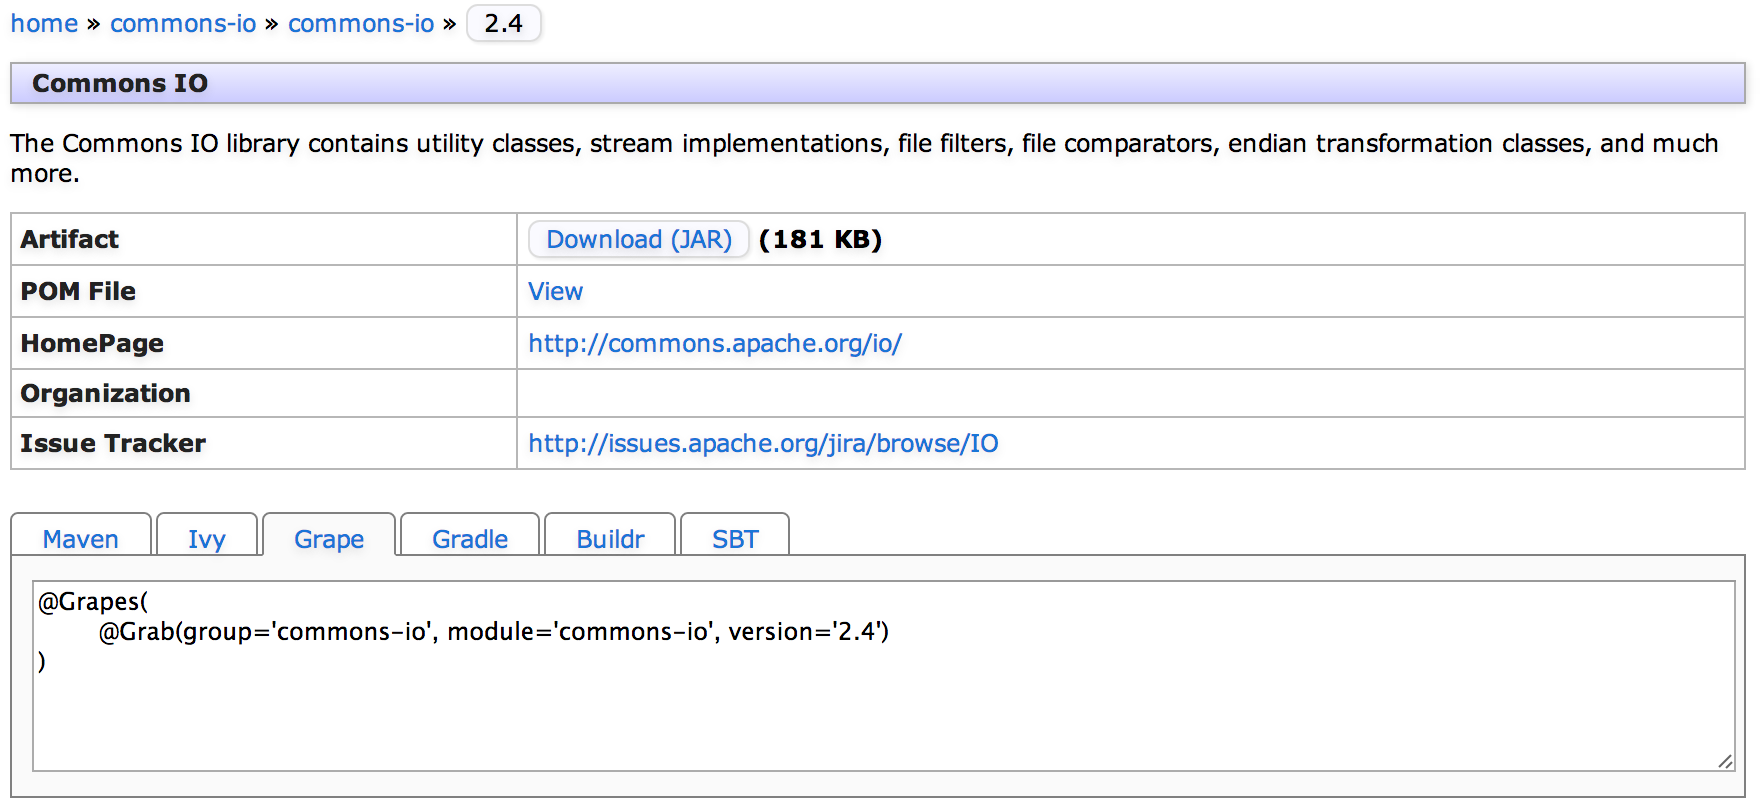 home » commons-io » commons-io » 2.4
Commons IO
The Commons IO library contains utility classes, stream implementations, file filters, file comparators, endian transformation classes, and much
more.
Artifact Download (JAR) (181 KB)
POM File View
HomePage http://commons.apache.org/io/
Organization
Issue Tracker http://issues.apache.org/jira/browse/IO
Maven Ivy Grape Gradle Buildr SBT
@Grapes(
@Grab(group='commons-io', module='commons-io', version='2.4')
)